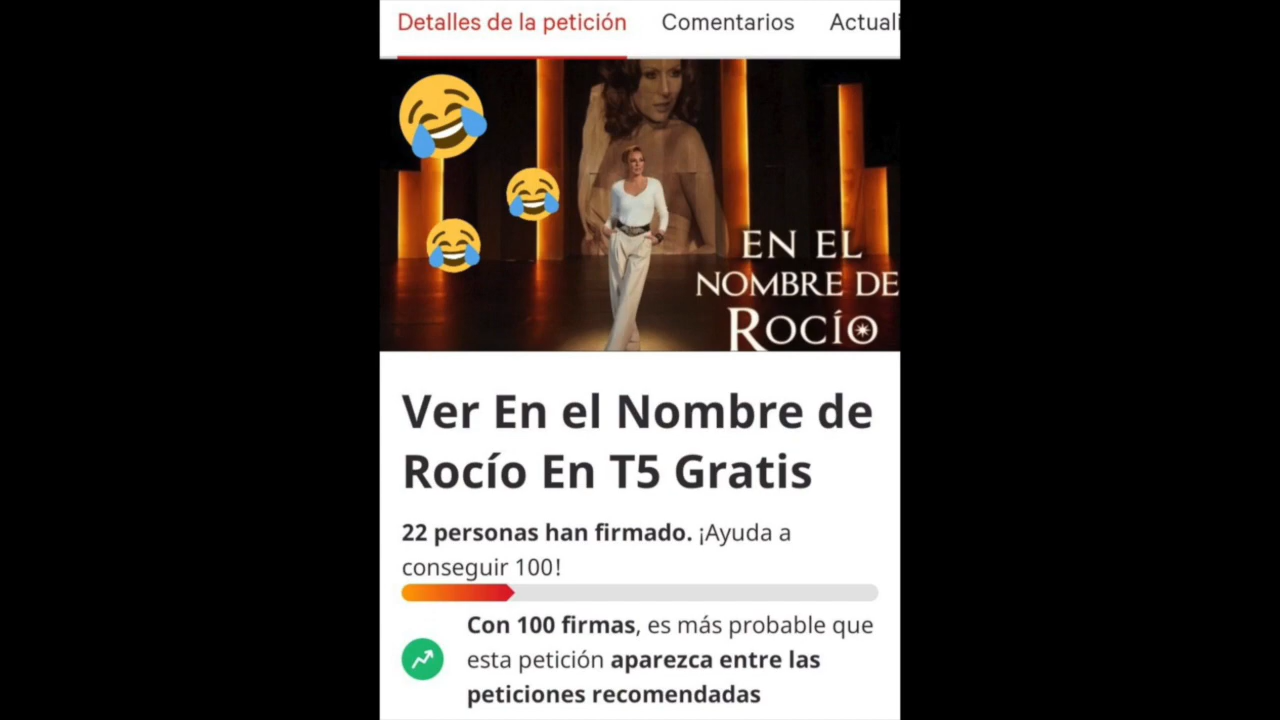 Detalles de la petición Comentarios Actuali
EN EL
NOMBRE DE
ROCÍO
Ver En el Nombre de
Rocío En T5 Gratis
22 personas han firmado. ¡Ayuda a
conseguir 100!
Con 100 firmas, es más probable que
esta petición aparezca entre las
peticiones recomendadas